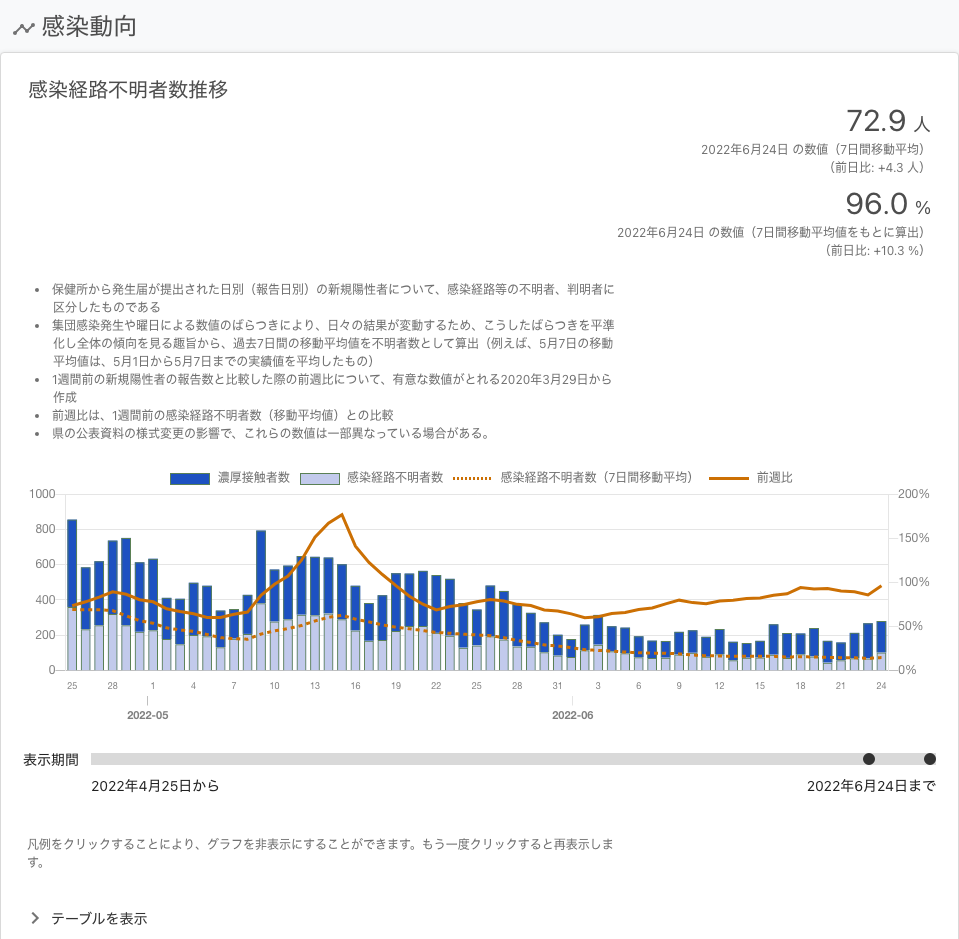 感染動向
感染経路不明者数推移
72.9 人
2022年6月24日 の数値（7日間移動平均）
（前日比: +4.3 人）
96.0 %
2022年6月24日 の数値（7日間移動平均値をもとに算出）
（前日比: +10.3 %）
• 保健所から発生届が提出された日別（報告日別）の新規陽性者について、感染経路等の不明者、判明者に
区分したものである
• 集団感染発生や曜日による数値のばらつきにより、日々の結果が変動するため、こうしたばらつきを平準
化し全体の傾向を見る趣旨から、過去7日間の移動平均値を不明者数として算出（例えば、5月7日の移動
平均値は、5月1日から5月7日までの実績値を平均したもの）
• 1週間前の新規陽性者の報告数と比較した際の前週比について、有意な数値がとれる2020年3月29日から
作成
• 前週比は、1週間前の感染経路不明者数（移動平均値）との比較
• 県の公表資料の様式変更の影響で、これらの数値は一部異なっている場合がある。
濃厚接触者数 感染経路不明者数 感染経路不明者数（7日間移動平均） 前週比
1000 200%
800 150%
600
400 100%
200 50%
0 0%
25 28 1 4 7 10 13 16 19 22 25 28 31 3 6 9 12 15 18 21 24
2022-05 2022-06
表示期間
2022年4月25日から 2022年6月24日まで
凡例をクリックすることにより、グラフを非表示にすることができます。もう一度クリックすると再表示しま
す。
テーブルを表示